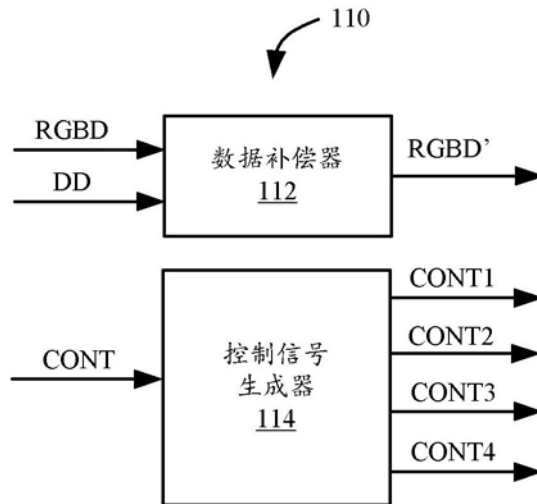 110
RGBD
DD
数据补偿器
112
RGBD’
CONT
控制信号
生成器
114
CONT1
CONT2
CONT3
CONT4